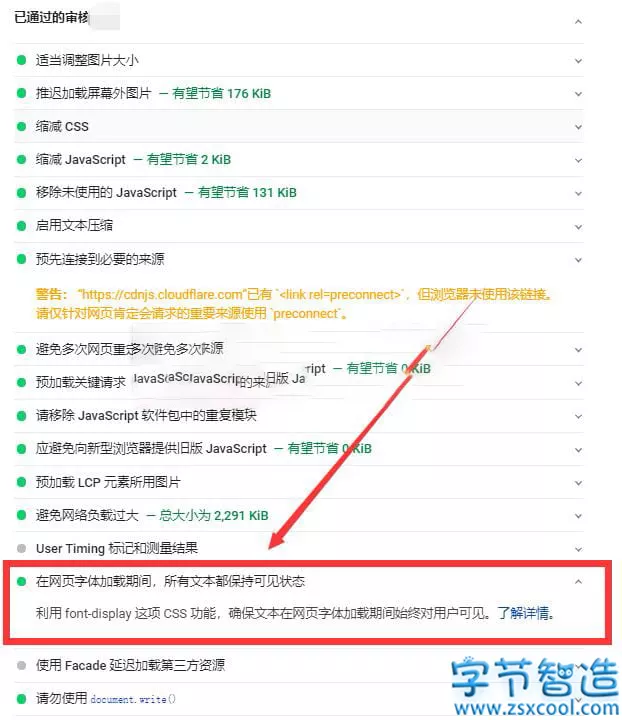 已通过的审核
适当调整图片大小
推迟加载屏幕外图片 — 有望节省 176 KiB
缩减 CSS
缩减 JavaScript — 有望节省 2 KiB
移除未使用的 JavaScript — 有望节省 131 KiB
启用文本压缩
预先连接到必要的来源
警告: “https://cdnjs.cloudflare.com”已有 `<link rel=preconnect>`，但浏览器未使用该链接。
请仅针对网页肯定会请求的重要来源使用 `preconnect`。
避免多次网页重定
ript — 有望节省 0 KiB
预加载关键请求
请移除 JavaScript 软件包中的重复模块
应避免向新型浏览器提供旧版 JavaScript — 有望节省 0 KiB
预加载 LCP 元素所用图片
避免网络负载过大 — 总大小为 2,291 KiB
User Timing 标记和测量结果
在网页字体加载期间，所有文本都保持可见状态
利用 font-display 这项 CSS 功能，确保文本在网页字体加载期间始终对用户可见。了解详情。
使用 Facade 延迟加载第三方资源
请勿使用 document.write()
字节智造
www.zsxcool.com